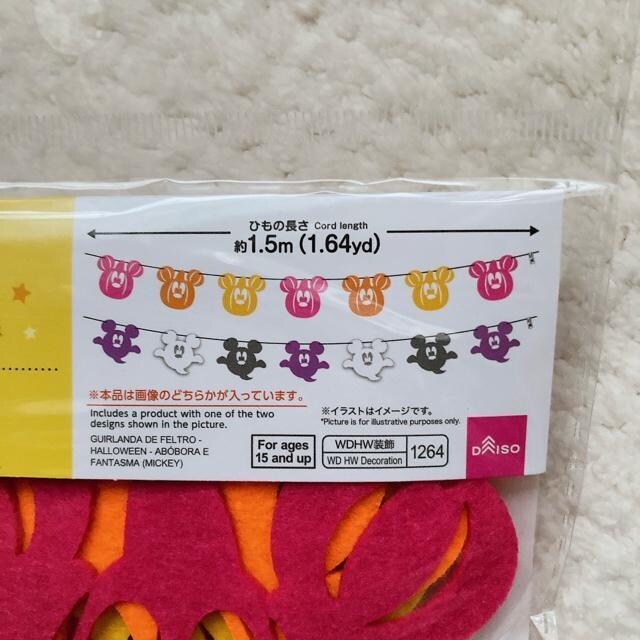 ひもの長さ Cord length
約1.5m (1.64yd)
※本品は画像のどちらかが入っています。
Includes a product with one of the two
designs shown in the picture.
GUIRLANDA DE FELTRO -
HALLOWEEN - ABÓBORA E
FANTASMA (MICKEY)
For ages
15 and up
※イラストはイメージです。
*Picture is for illustrative purposes only.
WDHW装飾
WD HW Decoration
1264
DAISO